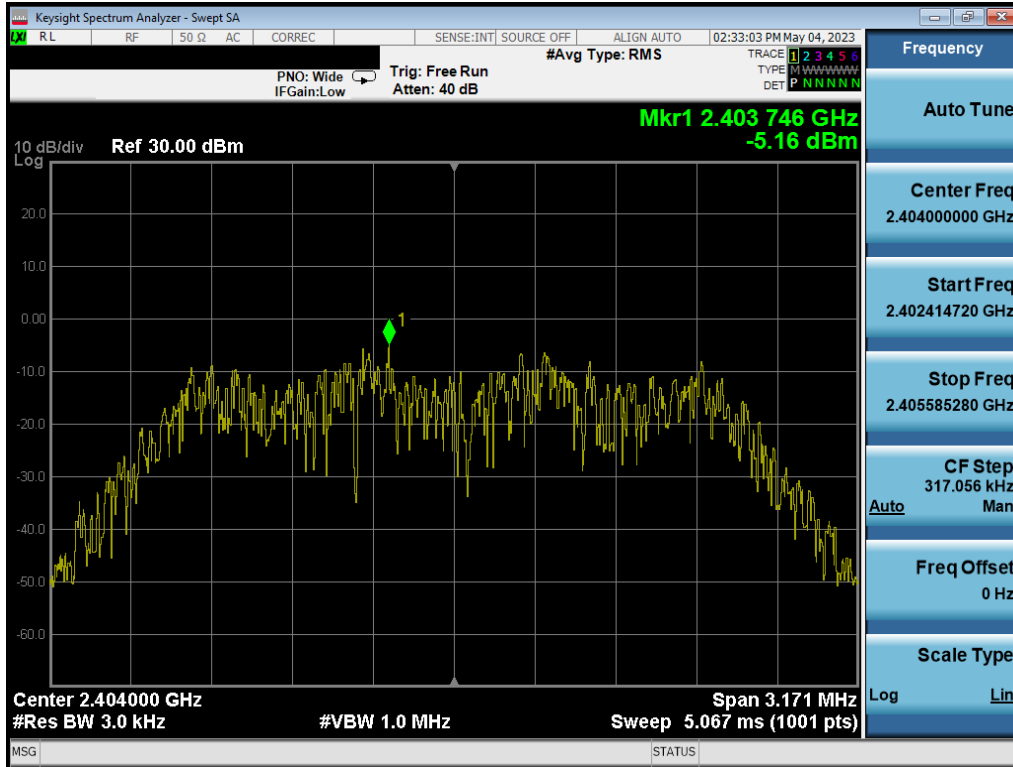 Keysight Spectrum Analyzer - Swept SA
LXI RL RF 50 Ω AC CORREC SENSE:INT SOURCE OFF ALIGN AUTO 02:33:03 PM May 04, 2023
#Avg Type: RMS
TRACE 1 2 3 4 5 6
PNO: Wide Trig: Free Run TYPE M WWWWW
IFGain:Low Atten: 40 dB DET P N N N N N
Mkr1 2.403 746 GHz
-5.16 dBm
10 dB/div Ref 30.00 dBm
Log
20.0
10.0
0.00
1
-10.0
-20.0
-30.0
-40.0
-50.0
-60.0
Center 2.404000 GHz Span 3.171 MHz
#Res BW 3.0 kHz #VBW 1.0 MHz Sweep 5.067 ms (1001 pts)
MSG STATUS
Frequency
Auto Tune
Center Freq
2.404000000 GHz
Start Freq
2.402414720 GHz
Stop Freq
2.405585280 GHz
CF Step
317.056 kHz
Auto Man
Freq Offset
0 Hz
Scale Type
Log Lin